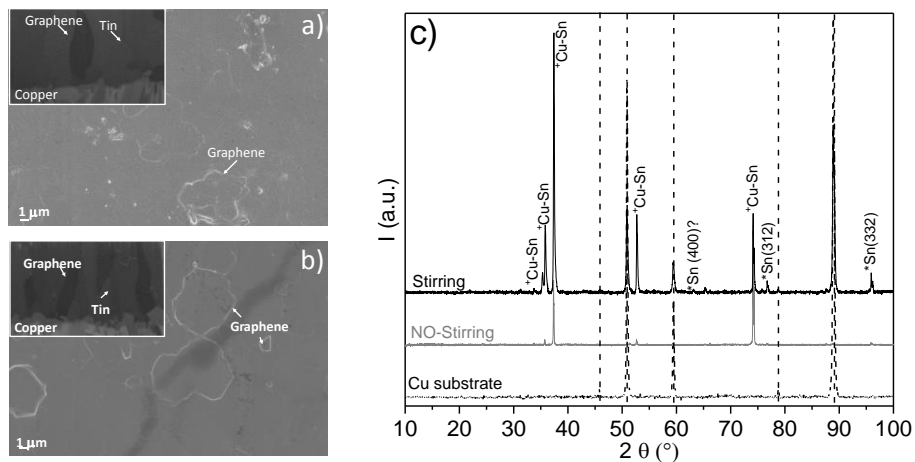 Graphene
Tin
a)
Copper
Graphene
1 µm
b)
Graphene
Tin
Copper
Graphene
1 µm
c)
⁺Cu-Sn
⁺Cu-Sn
⁺Cu-Sn
⁺Cu-Sn
⁺Cu-Sn
*Sn (400)?
*Sn(312)
*Sn(332)
Stirring
NO-Stirring
Cu substrate
I (a.u.)
10 20 30 40 50 60 70 80 90 100
2 θ (°)